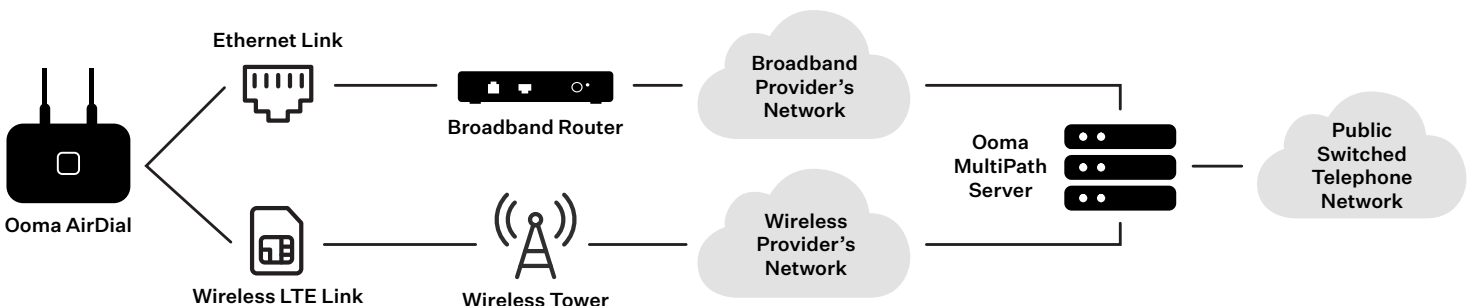 Ethernet Link
Broadband
Provider's
Network
Broadband Router
Ooma
MultiPath
Server
Public
Switched
Telephone
Network
Ooma AirDial
Wireless
Provider's
Network
Wireless LTE Link
Wireless Tower